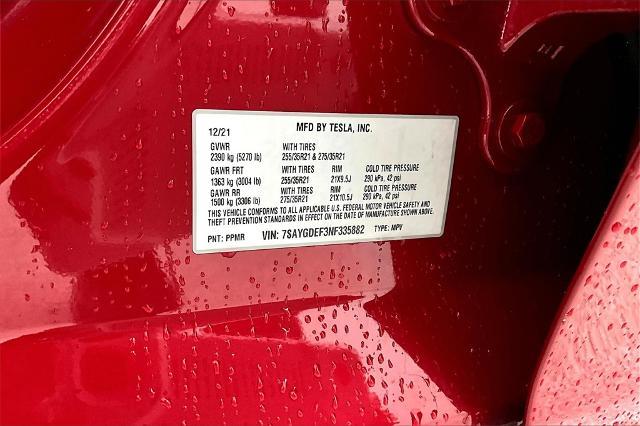 12/21 MFD BY TESLA, INC.
GVWR WITH TIRES
2390 kg (5270 lb) 255/35R21 & 275/35R21
GAWR FRT WITH TIRES RIM COLD TIRE PRESSURE
1363 kg (3004 lb) 255/35R21 21X9.5J 290 kPa, 42 psi
GAWR RR WITH TIRES RIM COLD TIRE PRESSURE
1500 kg (3306 lb) 275/35R21 21X10.5J 290 kPa, 42 psi
THIS VEHICLE CONFORMS TO ALL APPLICABLE U.S. FEDERAL MOTOR VEHICLE SAFETY AND
THEFT PREVENTION STANDARDS IN EFFECT ON THE DATE OF MANUFACTURE SHOWN ABOVE.
PNT: PPMR VIN: 7SAYGDEF3NF335882 TYPE: MPV